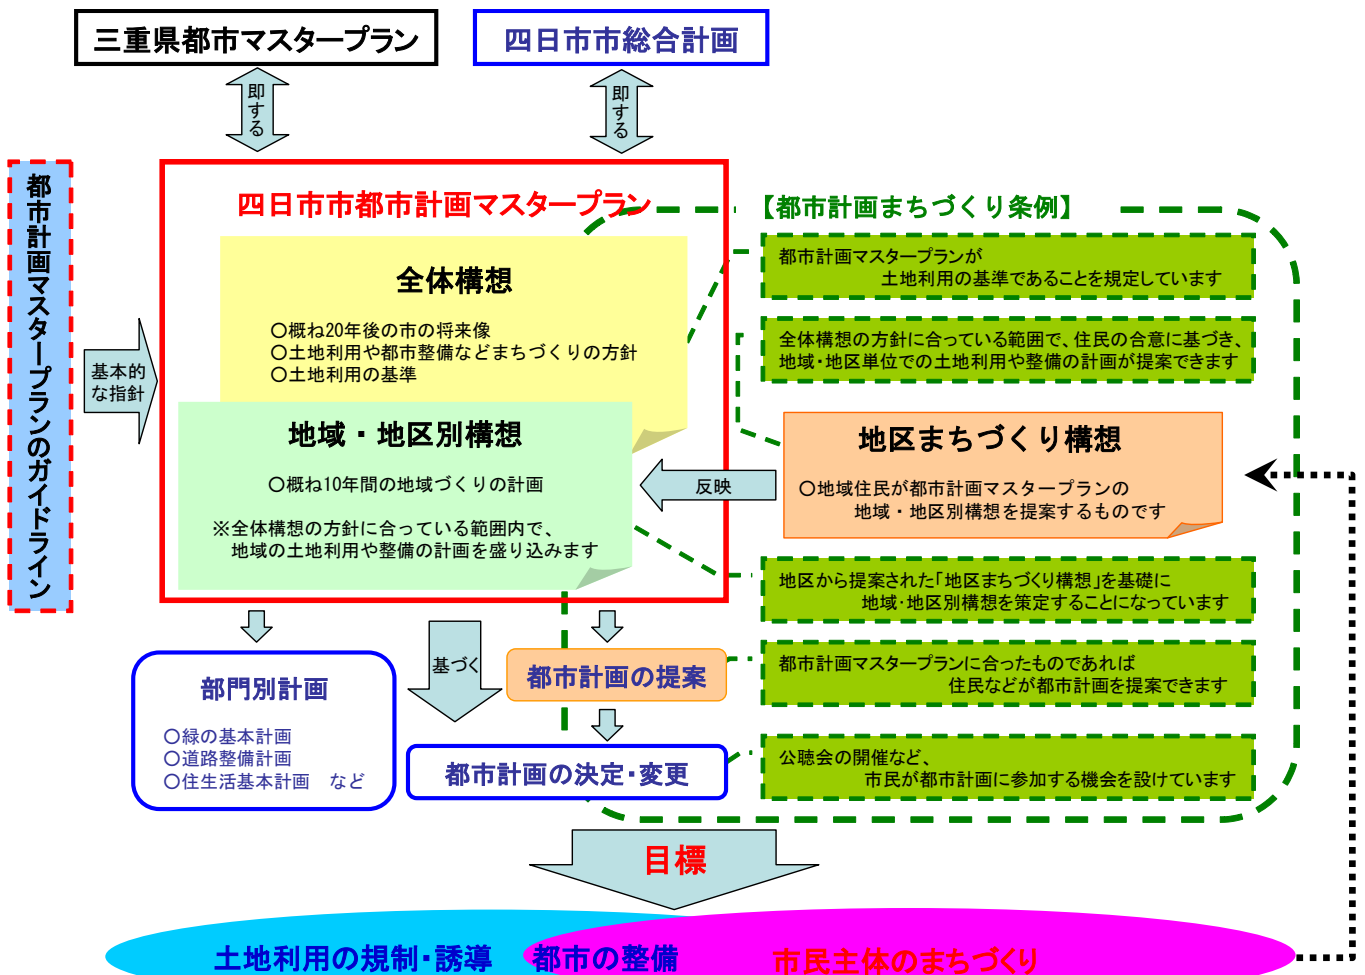 三重県都市マスタープラン
四日市市総合計画
即する
即する
都市計画マスタープランのガイドライン
基本的
な指針
四日市市都市計画マスタープラン
全体構想
○概ね20年後の市の将来像
○土地利用や都市整備などまちづくりの方針
○土地利用の基準
地域・地区別構想
○概ね10年間の地域づくりの計画
※全体構想の方針に合っている範囲内で、
地域の土地利用や整備の計画を盛り込みます
【都市計画まちづくり条例】
都市計画マスタープランが
土地利用の基準であることを規定しています
全体構想の方針に合っている範囲で、住民の合意に基づき、
地域・地区単位での土地利用や整備の計画が提案できます
地区まちづくり構想
○地域住民が都市計画マスタープランの
地域・地区別構想を提案するものです
反映
地区から提案された「地区まちづくり構想」を基礎に
地域・地区別構想を策定することになっています
都市計画マスタープランに合ったものであれば
住民などが都市計画を提案できます
公聴会の開催など、
市民が都市計画に参加する機会を設けています
部門別計画
○緑の基本計画
○道路整備計画
○住生活基本計画　など
基づく
都市計画の提案
都市計画の決定・変更
目標
土地利用の規制・誘導
都市の整備
市民主体のまちづくり